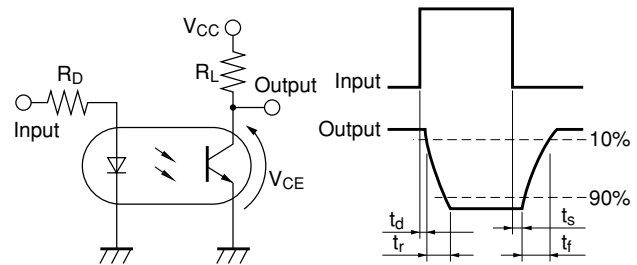 VCC
RD
RL
Output
Input
VCE
Input
Output
10%
90%
td
ts
tr
tf